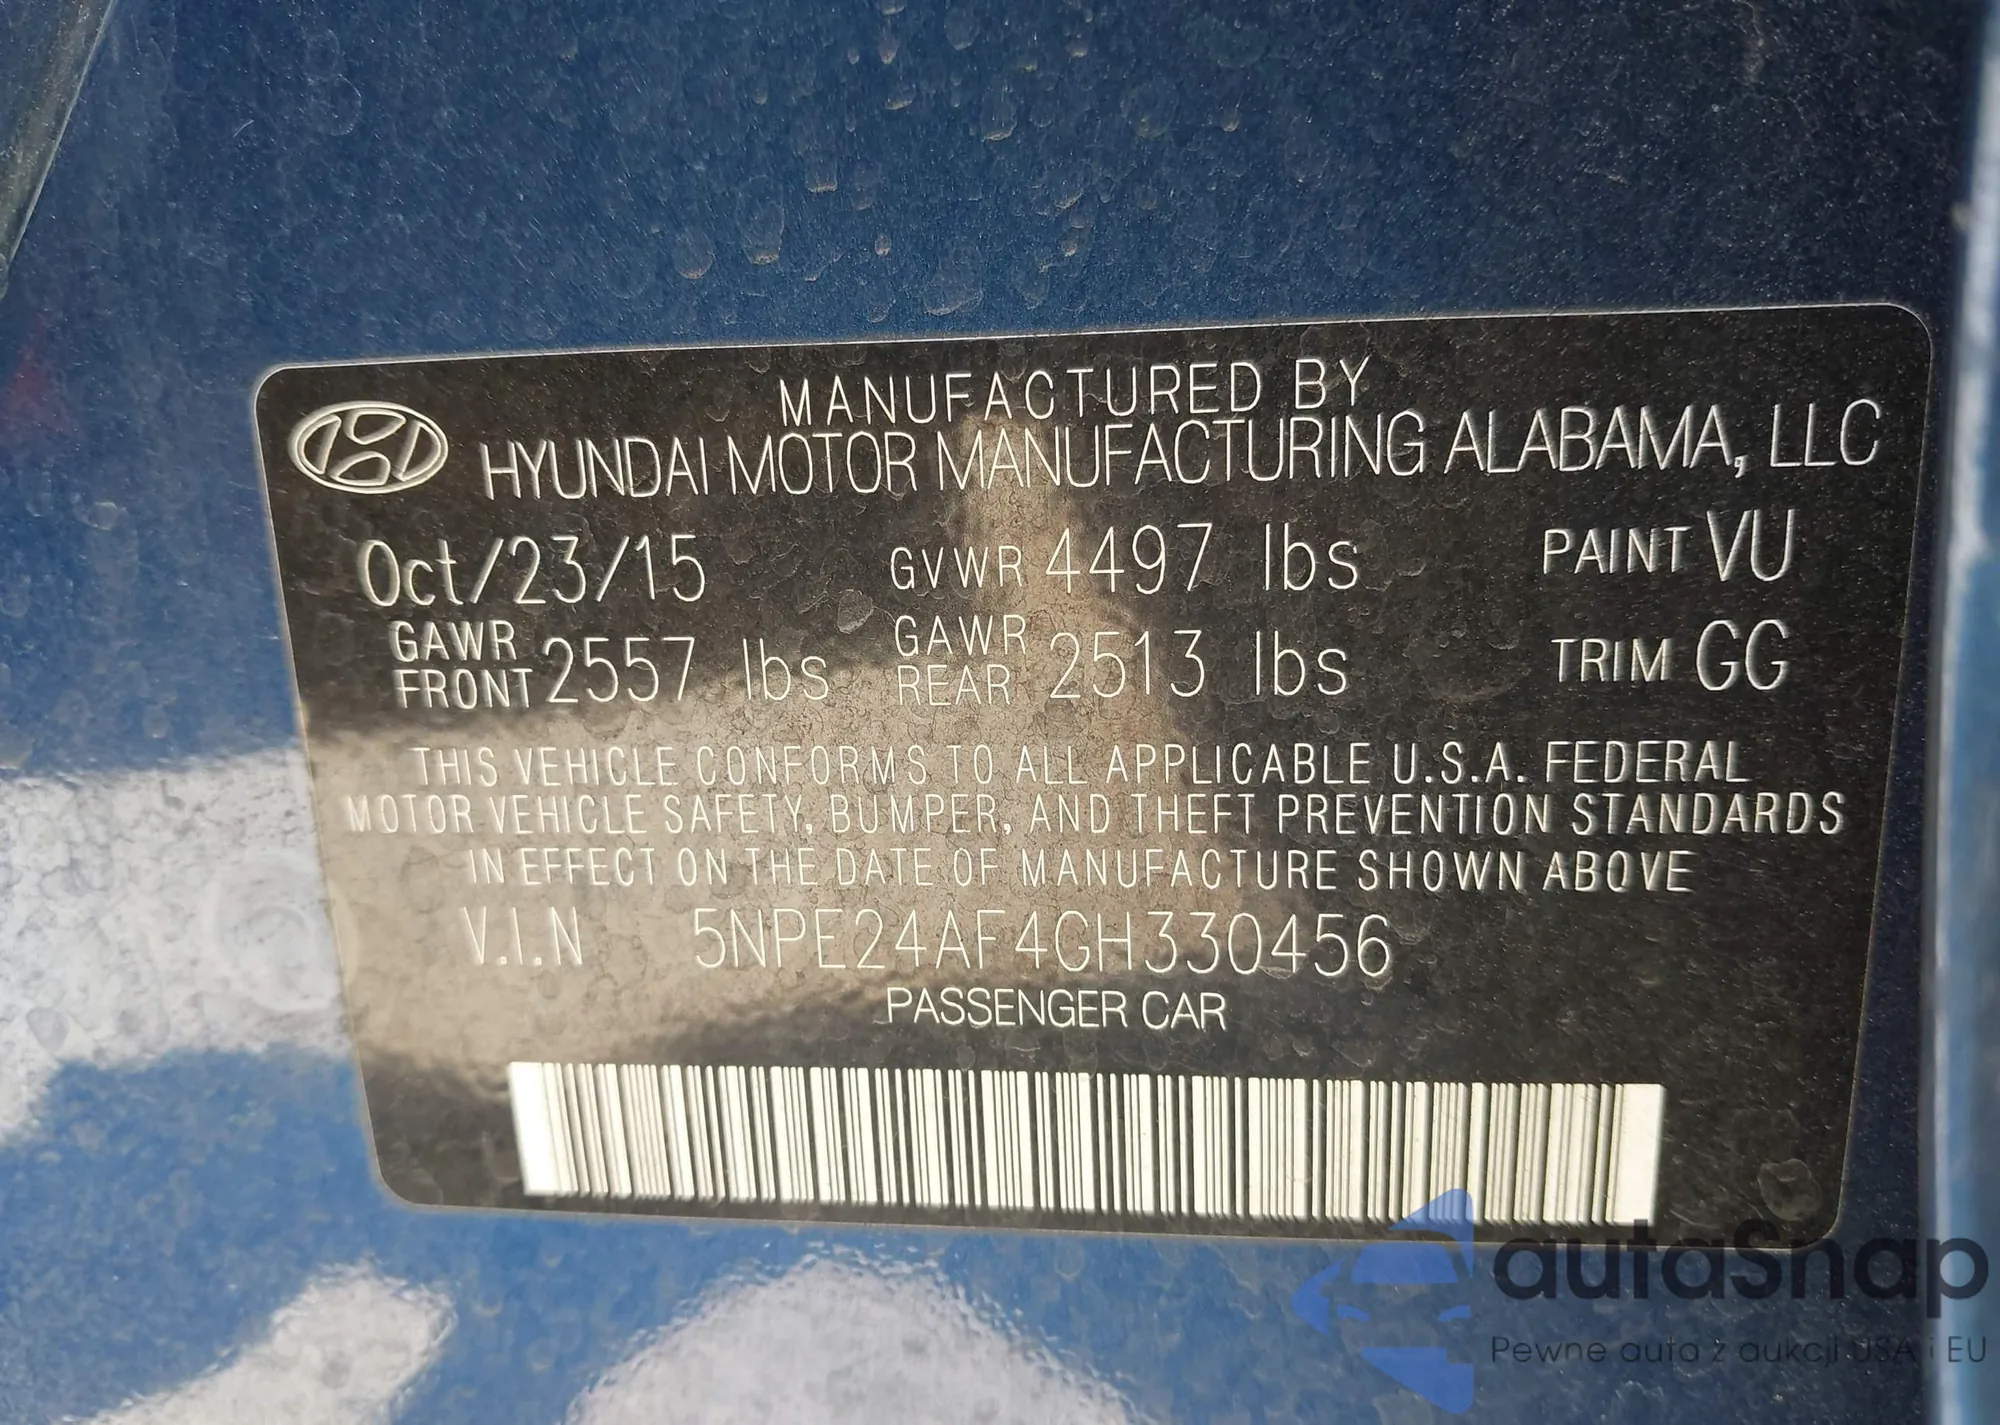 MANUFACTURED BY
HYUNDAI MOTOR MANUFACTURING ALABAMA, LLC
Oct/23/15 GVWR 4497 lbs PAINT VU
GAWR FRONT 2557 lbs GAWR REAR 2513 lbs TRIM GG
THIS VEHICLE CONFORMS TO ALL APPLICABLE U.S.A. FEDERAL
MOTOR VEHICLE SAFETY, BUMPER, AND THEFT PREVENTION STANDARDS
IN EFFECT ON THE DATE OF MANUFACTURE SHOWN ABOVE
V.I.N 5NPE24AF4GH330456
PASSENGER CAR
autaSnap
Pewne auta z aukcji USA i EU